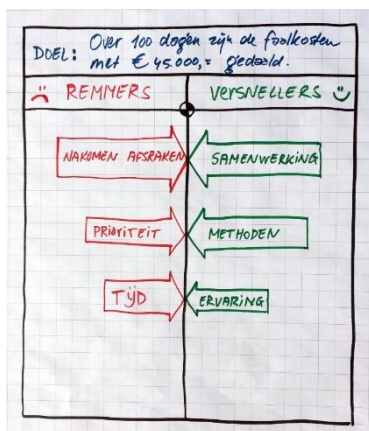 DOEL: Over 100 dagen zijn de faalkosten
met € 45.000,= gedaald.
REMMERS VERSNELLERS
NAKOMEN AFSRAKEN SAMENWERKING
PRIORITEIT METHODEN
TIJD ERVARING